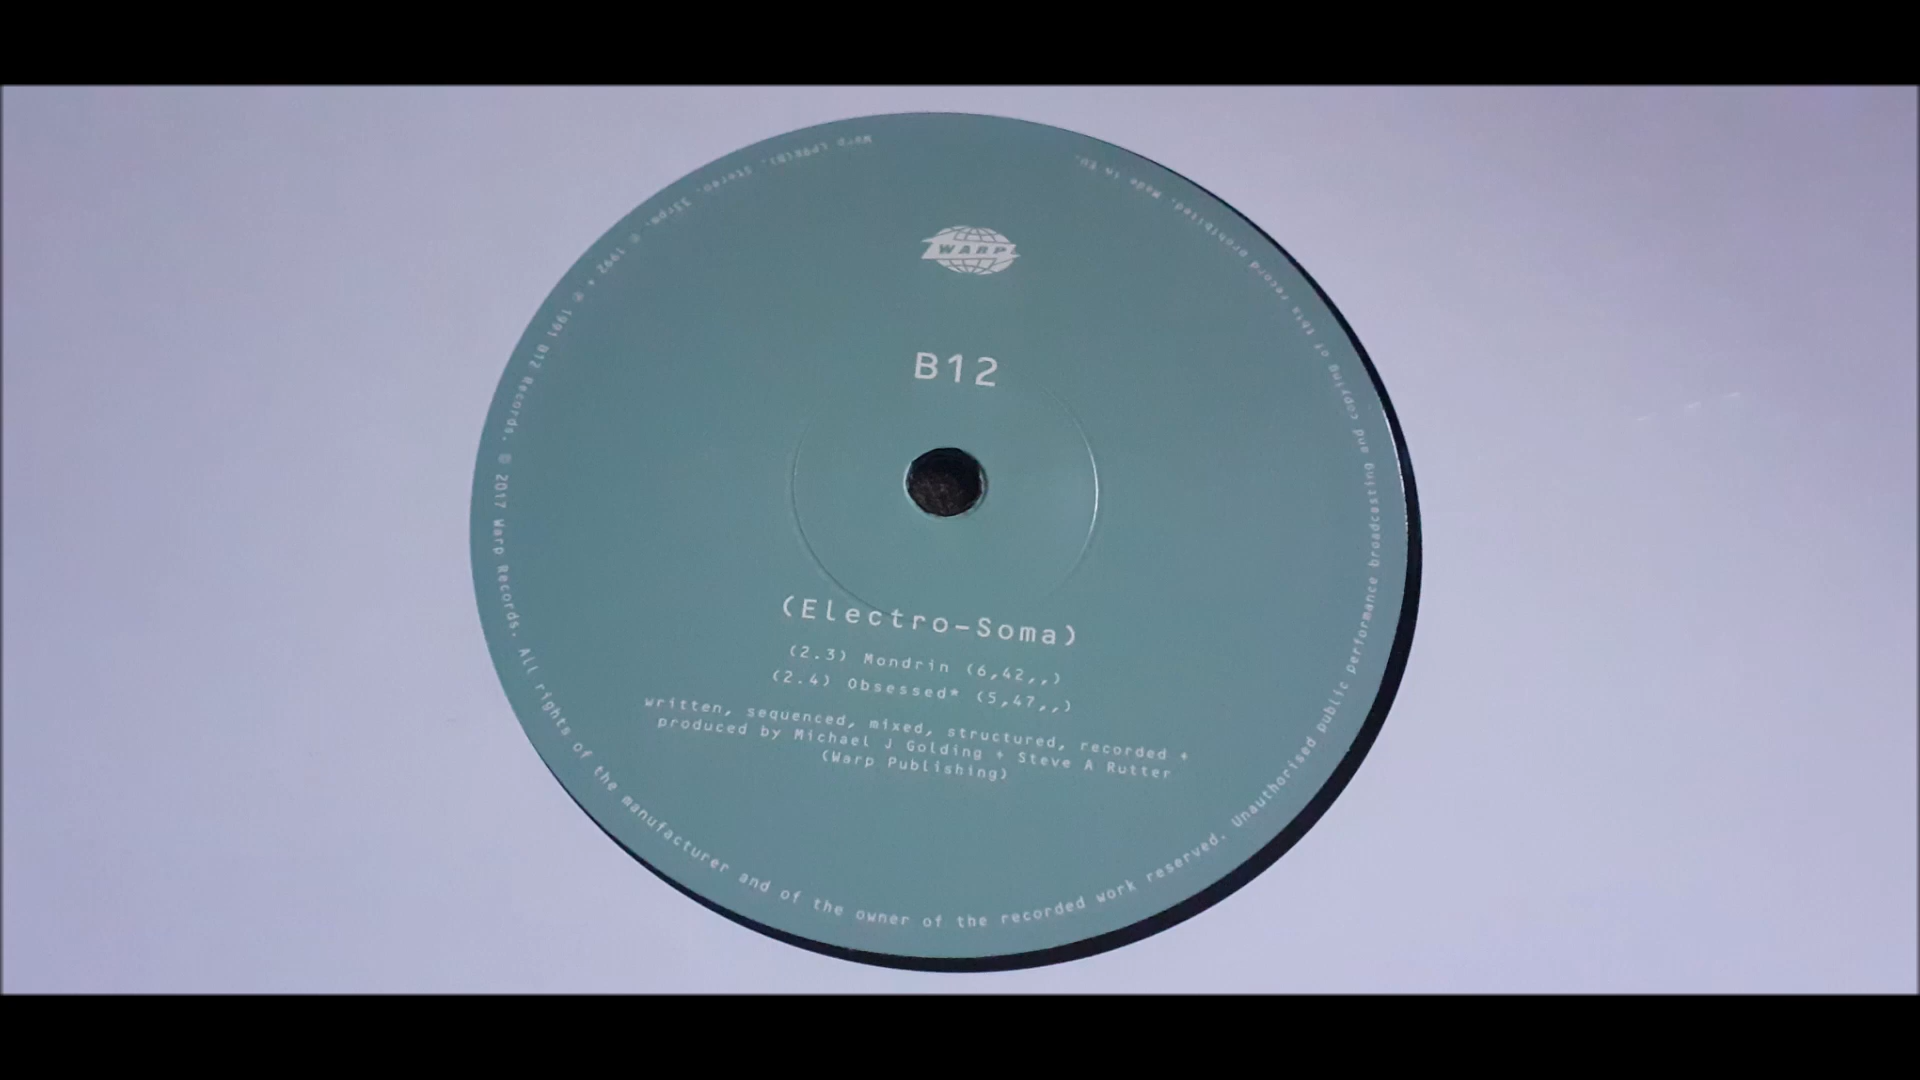 WARP
B12
(Electro-Soma)
(2.3) Mondrin (6,42,,)
(2.4) Obsessed* (5,47,,)
written, sequenced, mixed, structured, recorded +
produced by Michael J Golding + Steve A Rutter
(Warp Publishing)
Stereo. 33rpm. ℗ 1992 + ℗ 1991 B12 Records. © 2017 Warp Records. All rights of the manufacturer and of the owner of the recorded work reserved. Unauthorised public performance broadcasting and copying of this record prohibited. Made in EU.